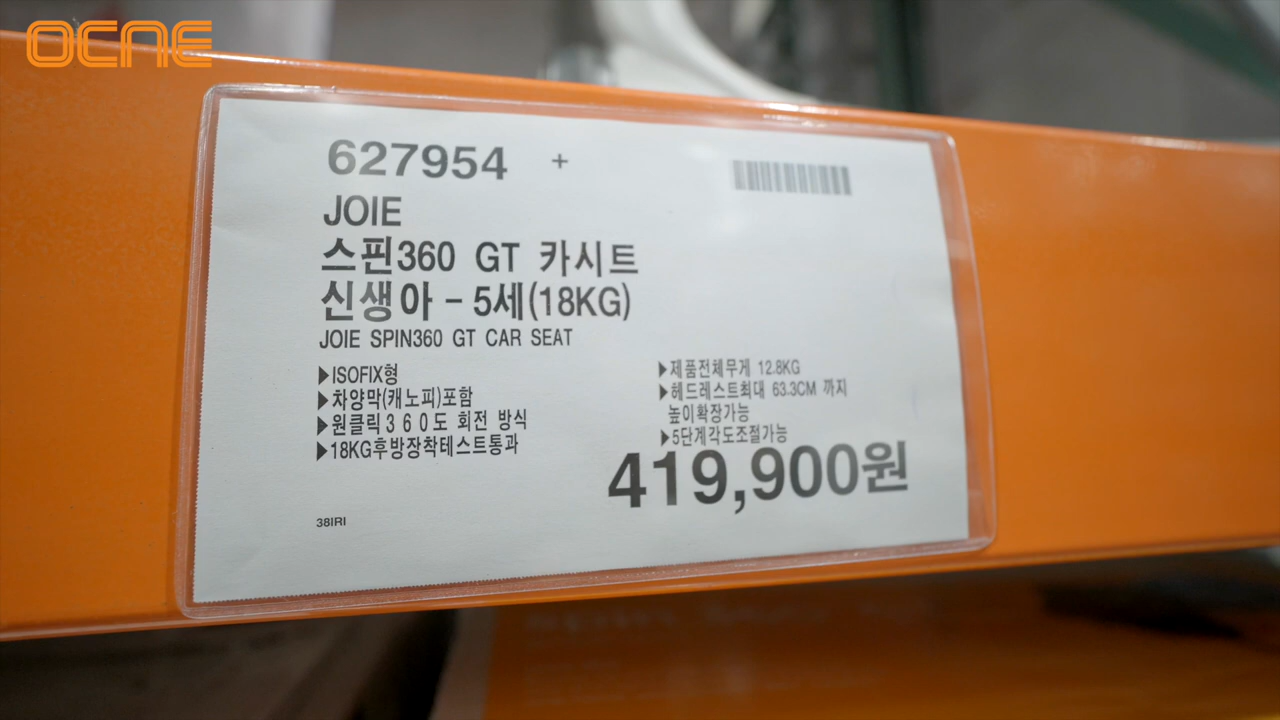 OCNE
627954 +
JOIE
스핀360 GT 카시트
신생아 - 5세(18KG)
JOIE SPIN360 GT CAR SEAT
▶ISOFIX형
▶차양막(캐노피)포함
▶원클릭360도 회전 방식
▶18KG후방장착테스트통과
▶제품전체무게 12.8KG
▶헤드레스트최대 63.3CM 까지
높이확장가능
▶5단계각도조절가능
419,900원
38IRI